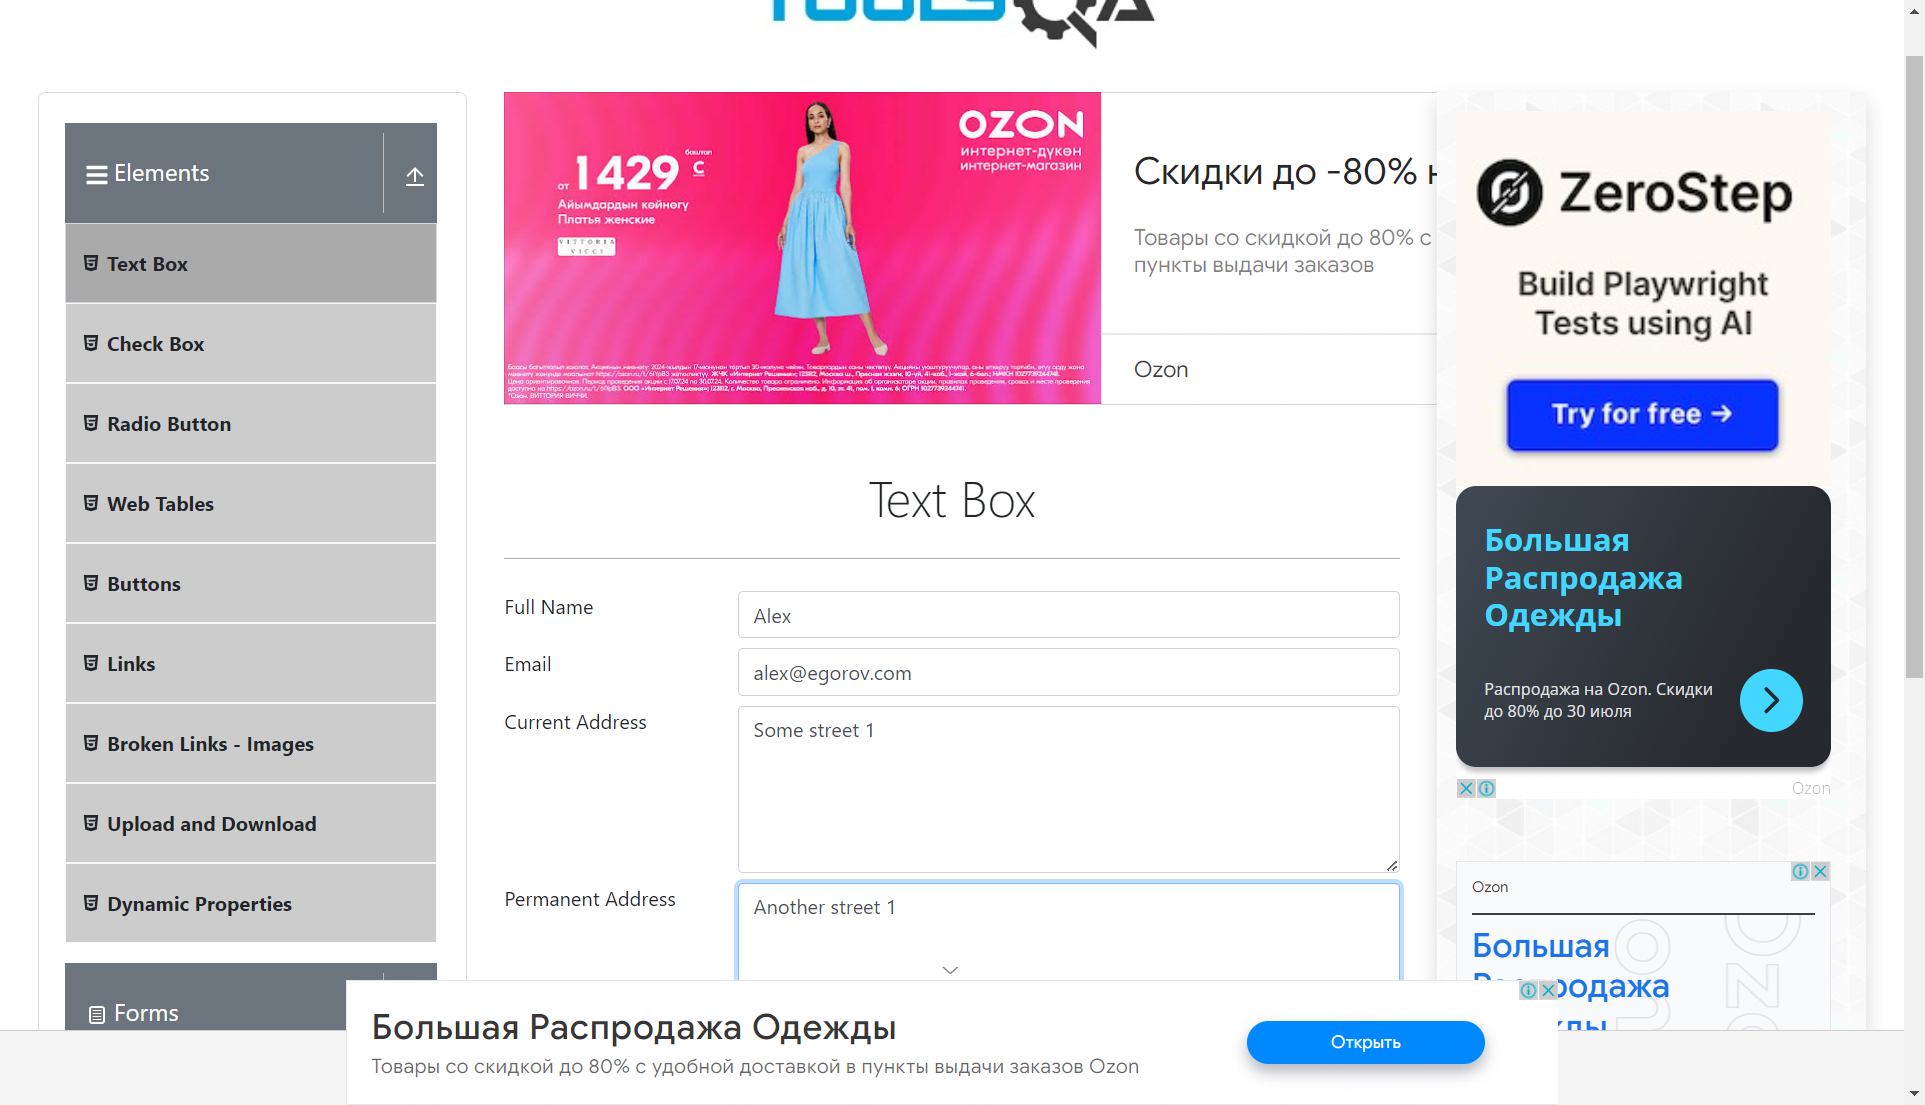 TOOLSQA
Elements
Text Box
Check Box
Radio Button
Web Tables
Buttons
Links
Broken Links - Images
Upload and Download
Dynamic Properties
Forms
OZON
интернет-дүкөн
интернет-магазин
баштап
от 1429 с
Айымдардын көйнөгү
Платья женские
VITTORIA
VICCI
Скидки до -80% н
Товары со скидкой до 80% с
пункты выдачи заказов
Ozon
Text Box
Full Name
Alex
Email
alex@egorov.com
Current Address
Some street 1
Permanent Address
Another street 1
ZeroStep
Build Playwright
Tests using AI
Try for free →
Большая
Распродажа
Одежды
Распродажа на Ozon. Скидки
до 80% до 30 июля
Ozon
Ozon
Большая
Большая Распродажа Одежды
Товары со скидкой до 80% с удобной доставкой в пункты выдачи заказов Ozon
Открыть